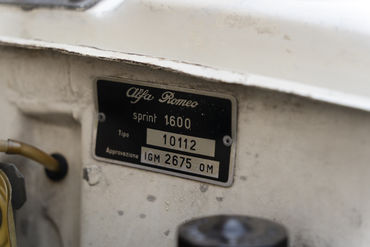 Alfa Romeo
sprint 1600
Tipo 10112
Approvazione IGM 2675 OM